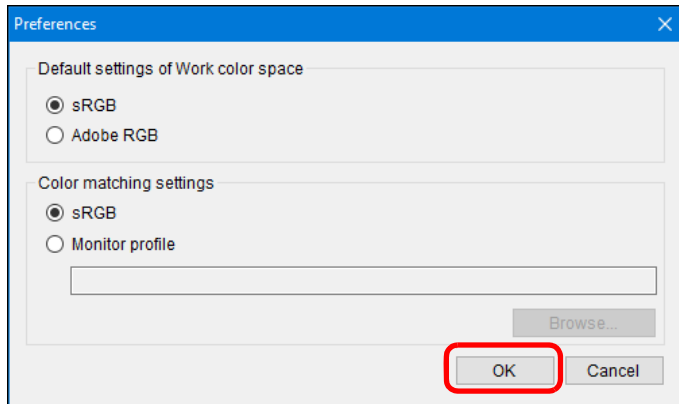 Preferences
Default settings of Work color space
sRGB
Adobe RGB
Color matching settings
sRGB
Monitor profile
Browse...
OK Cancel